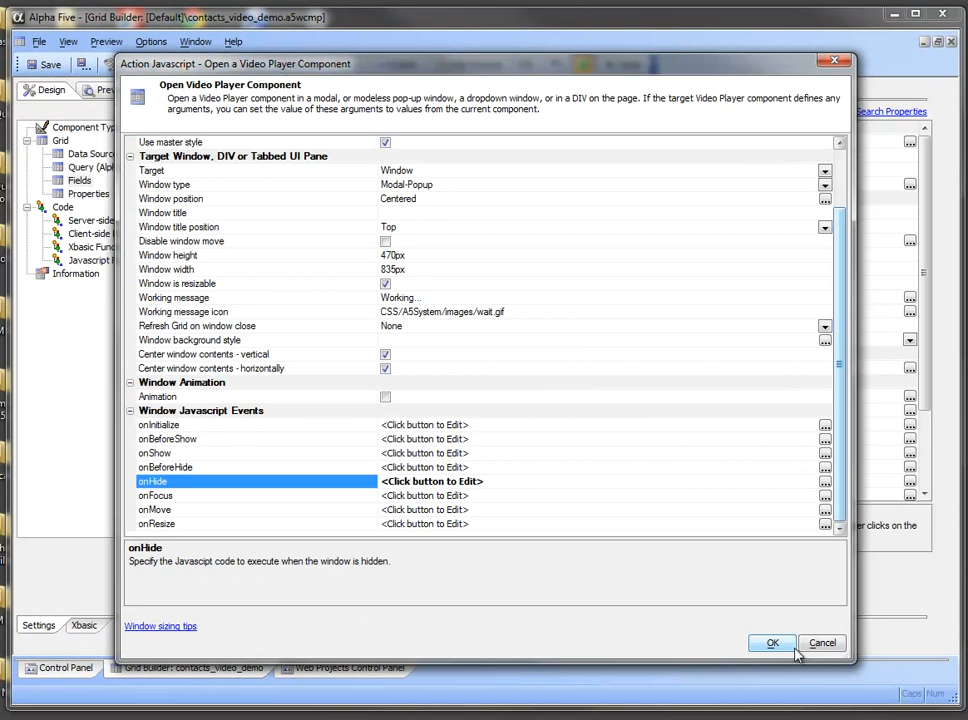 Alpha Five - [Grid Builder: [Default]\contacts_video_demo.a5wcmp]
File View Preview Options Window Help
Save
Action Javascript - Open a Video Player Component
Open Video Player Component
Open a Video Player component in a modal, or modeless pop-up window, a dropdown window, or in a DIV on the page. If the target Video Player component defines any
arguments, you can set the value of these arguments to values from the current component.
Design
Search Properties
Component Typ
Grid
Data Source
Query (Alph
Fields
Properties
Code
Server-side
Client-side
Xbasic Func
Javascript
Information
Use master style
Target Window, DIV or Tabbed UI Pane
Target Window
Window type Modal-Popup
Window position Centered
Window title
Window title position Top
Disable window move
Window height 470px
Window width 835px
Window is resizable
Working message Working...
Working message icon CSS/A5System/images/wait.gif
Refresh Grid on window close None
Window background style
Center window contents - vertical
Center window contents - horizontally
Window Animation
Animation
Window Javascript Events
onInitialize <Click button to Edit>
onBeforeShow <Click button to Edit>
onShow <Click button to Edit>
onBeforeHide <Click button to Edit>
onHide <Click button to Edit>
onFocus <Click button to Edit>
onMove <Click button to Edit>
onResize <Click button to Edit>
er clicks on the
onHide
Specify the Javascipt code to execute when the window is hidden.
Window sizing tips
Settings Xbasic
OK Cancel
Control Panel Grid Builder: contacts_video_demo Web Projects Control Panel
Caps Num